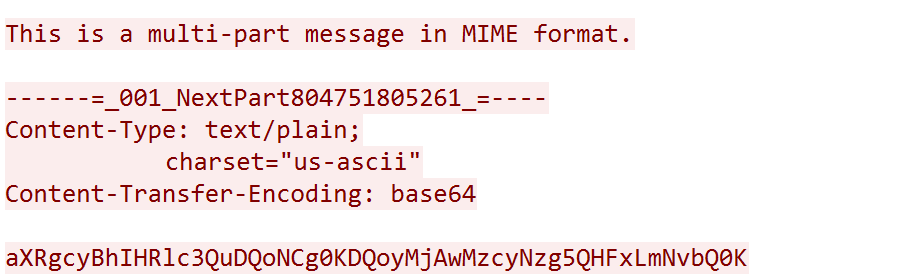 This is a multi-part message in MIME format.
------=_001_NextPart804751805261_=----
Content-Type: text/plain;
charset="us-ascii"
Content-Transfer-Encoding: base64
aXRgcyBhIHRlc3QuDQoNCg0KDQoyMjAwMzcyNzg5QHFxLmNvbQ0K